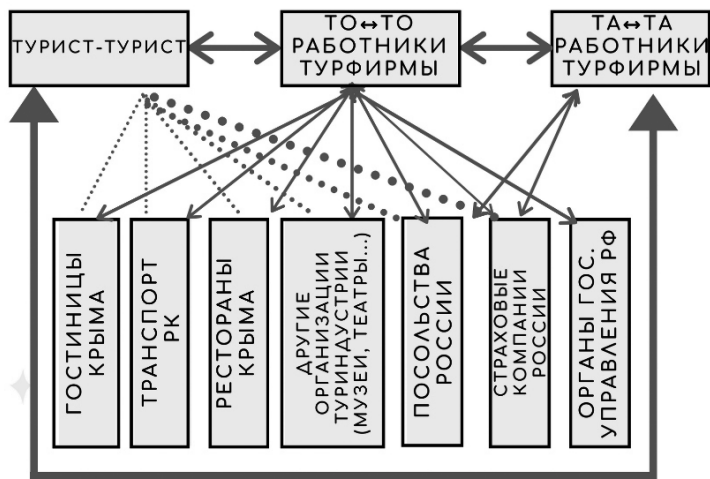 ТУРИСТ-ТУРИСТ
ТО↔ТО
РАБОТНИКИ
ТУРФИРМЫ
ТА↔ТА
РАБОТНИКИ
ТУРФИРМЫ
ГОСТИНИЦЫ
КРЫМА
ТРАНСПОРТ
РК
РЕСТОРАНЫ
КРЫМА
ДРУГИЕ
ОРГАНИЗАЦИИ
ТУРИНДУСТРИИ
(МУЗЕИ, ТЕАТРЫ...)
ПОСОЛЬСТВА
РОССИИ
СТРАХОВЫЕ
КОМПАНИИ
РОССИИ
ОРГАНЫ ГОС.
УПРАВЛЕНИЯ РФ